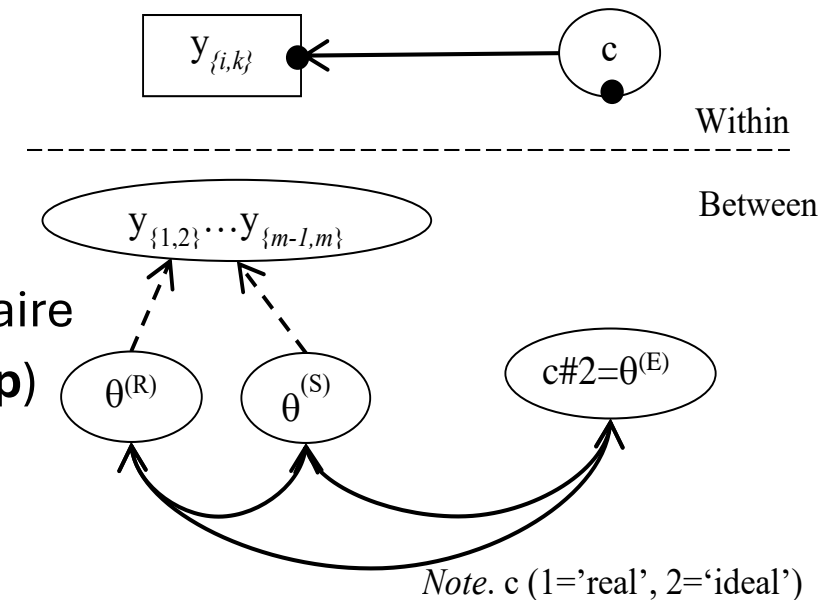 y{i,k}
c
Within
Between
y{1,2}…y{m-1,m}
aire
p)
θ(R)
θ(S)
c#2=θ(E)
Note. c (1=’real’, 2=‘ideal’)